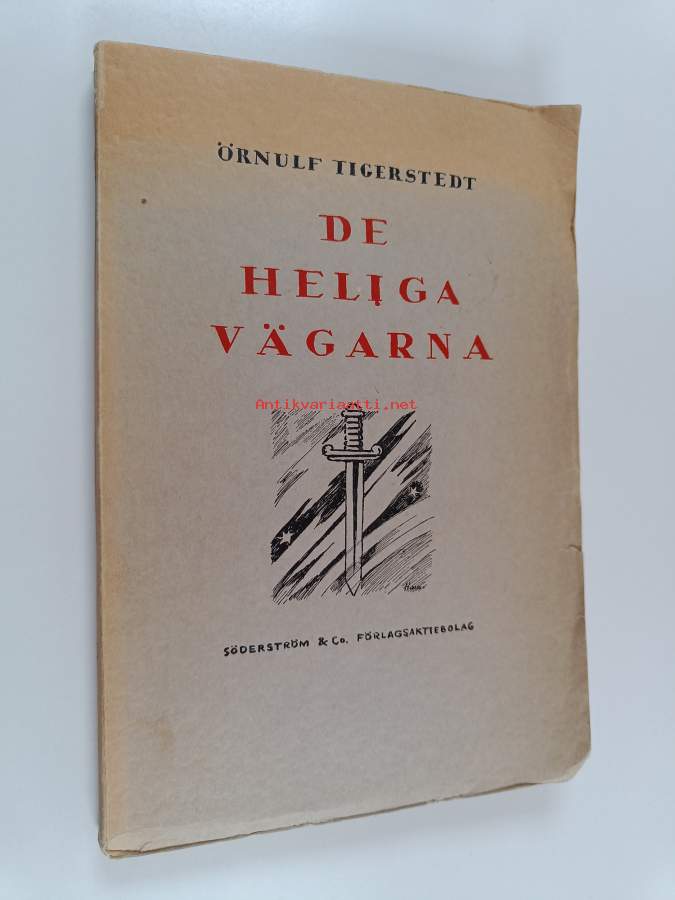 ÖRNULF TIGERSTEDT
DE
HELIGA
VÄGARNA
Antikvariaatti.net
SÖDERSTRÖM & Co. FÖRLAGSAKTIEBOLAG